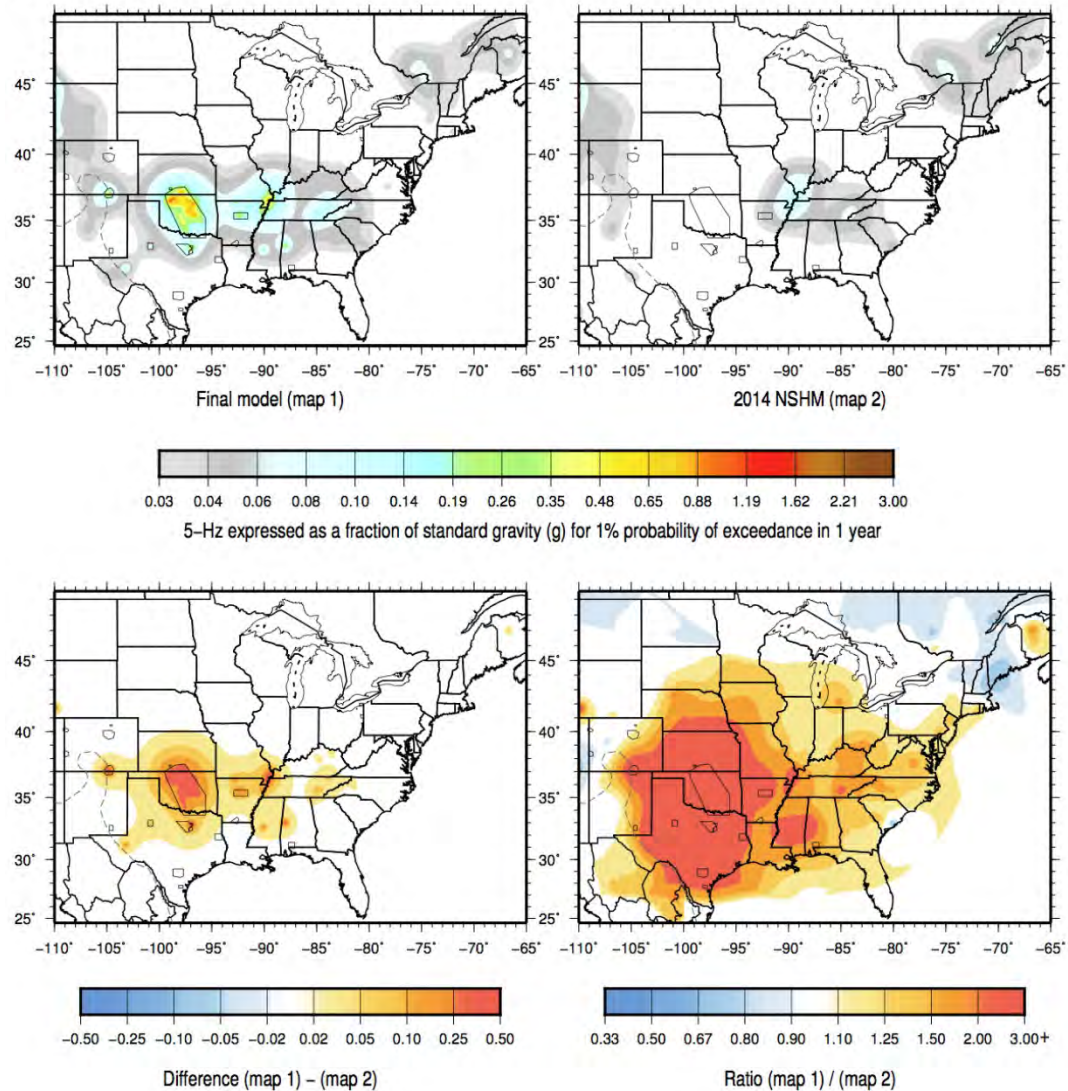 45°
40°
35°
30°
25°
−110 −105 −100 −95 −90 −85 −80 −75 −70 −65
Final model (map 1)
−110 −105 −100 −95 −90 −85 −80 −75 −70 −65
2014 NSHM (map 2)
0.03 0.04 0.06 0.08 0.10 0.14 0.19 0.26 0.35 0.48 0.65 0.88 1.19 1.62 2.21 3.00
5−Hz expressed as a fraction of standard gravity (g) for 1% probability of exceedance in 1 year
45°
40°
35°
30°
25°
−110 −105 −100 −95 −90 −85 −80 −75 −70 −65
−110 −105 −100 −95 −90 −85 −80 −75 −70 −65
45°
40°
35°
30°
25°
−0.50 −0.25 −0.10 −0.05 −0.02 0.02 0.05 0.10 0.25 0.50
Difference (map 1) − (map 2)
0.33 0.50 0.67 0.80 0.90 1.10 1.25 1.50 2.00 3.00+
Ratio (map 1) / (map 2)